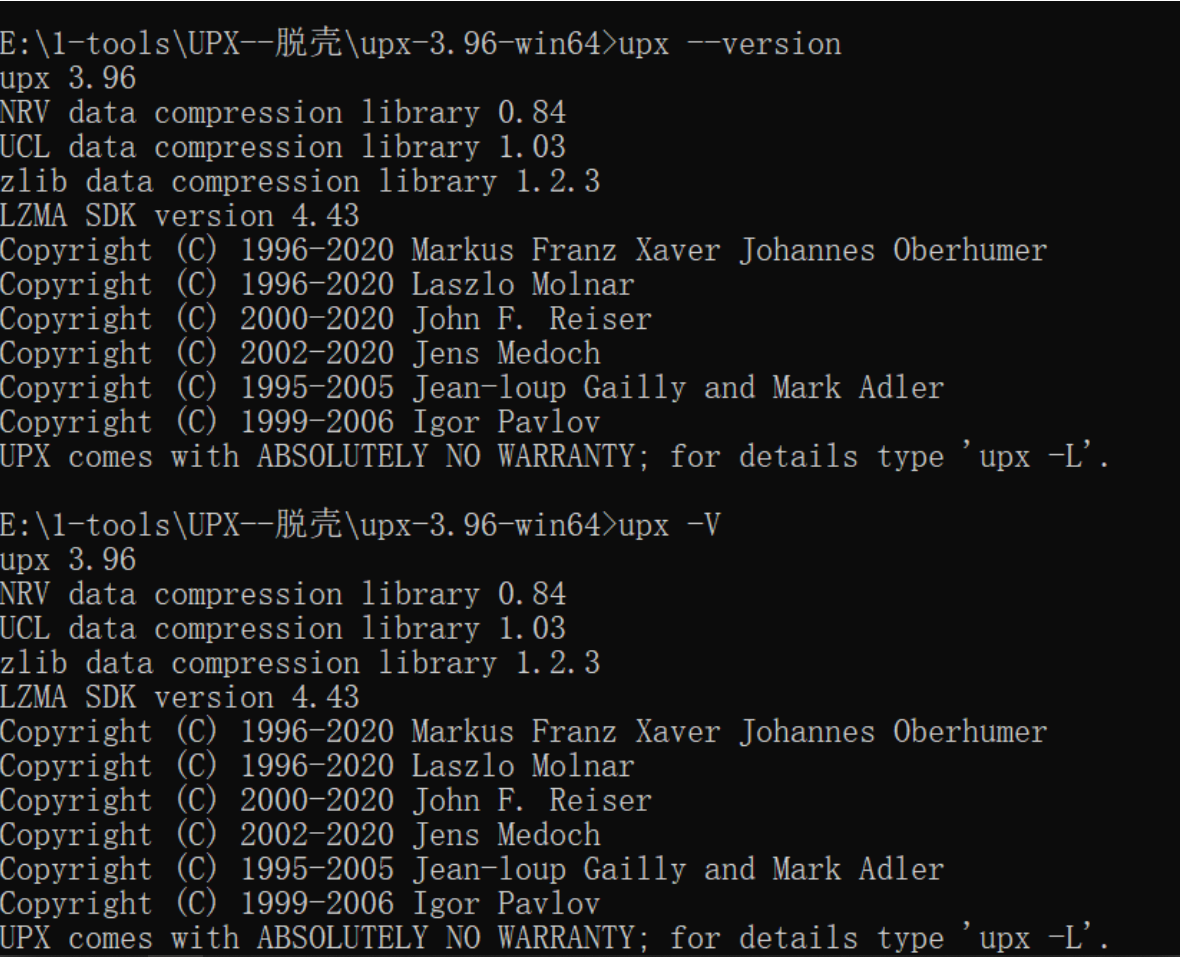 E:\1-tools\UPX--脱壳\upx-3.96-win64>upx --version
upx 3.96
NRV data compression library 0.84
UCL data compression library 1.03
zlib data compression library 1.2.3
LZMA SDK version 4.43
Copyright (C) 1996-2020 Markus Franz Xaver Johannes Oberhumer
Copyright (C) 1996-2020 Laszlo Molnar
Copyright (C) 2000-2020 John F. Reiser
Copyright (C) 2002-2020 Jens Medoch
Copyright (C) 1995-2005 Jean-loup Gailly and Mark Adler
Copyright (C) 1999-2006 Igor Pavlov
UPX comes with ABSOLUTELY NO WARRANTY; for details type 'upx -L'.
E:\1-tools\UPX--脱壳\upx-3.96-win64>upx -V
upx 3.96
NRV data compression library 0.84
UCL data compression library 1.03
zlib data compression library 1.2.3
LZMA SDK version 4.43
Copyright (C) 1996-2020 Markus Franz Xaver Johannes Oberhumer
Copyright (C) 1996-2020 Laszlo Molnar
Copyright (C) 2000-2020 John F. Reiser
Copyright (C) 2002-2020 Jens Medoch
Copyright (C) 1995-2005 Jean-loup Gailly and Mark Adler
Copyright (C) 1999-2006 Igor Pavlov
UPX comes with ABSOLUTELY NO WARRANTY; for details type 'upx -L'.